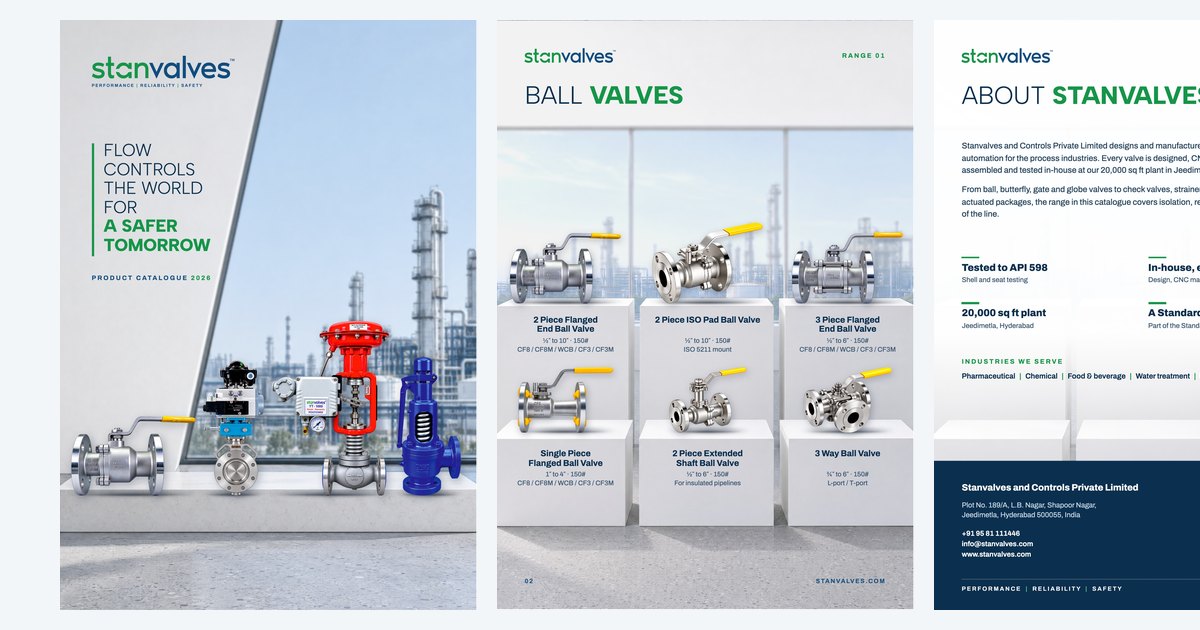 stanvalves™
PERFORMANCE | RELIABILITY | SAFETY
FLOW
CONTROLS
THE WORLD
FOR
A SAFER
TOMORROW
PRODUCT CATALOGUE 2026
stanvalves™
RANGE 01
BALL VALVES
2 Piece Flanged
End Ball Valve
½" to 10" · 150#
CF8 / CF8M / WCB / CF3 / CF3M
2 Piece ISO Pad Ball Valve
½" to 10" · 150#
ISO 5211 mount
3 Piece Flanged
End Ball Valve
½" to 6" · 150#
CF8 / CF8M / WCB / CF3 / CF3M
Single Piece
Flanged Ball Valve
1" to 4" · 150#
CF8 / CF8M / WCB / CF3 / CF3M
2 Piece Extended
Shaft Ball Valve
½" to 6" · 150#
For insulated pipelines
3 Way Ball Valve
¾" to 6" · 150#
L-port / T-port
02
STANVALVES.COM
stanvalves™
ABOUT STANVALVES
Stanvalves and Controls Private Limited designs and manufacture
automation for the process industries. Every valve is designed, CN
assembled and tested in-house at our 20,000 sq ft plant in Jeedim
From ball, butterfly, gate and globe valves to check valves, straine
actuated packages, the range in this catalogue covers isolation, re
of the line.
Tested to API 598
Shell and seat testing
In-house, e
Design, CNC ma
20,000 sq ft plant
Jeedimetla, Hyderabad
A Standar
Part of the Stand
INDUSTRIES WE SERVE
Pharmaceutical | Chemical | Food & beverage | Water treatment |
Stanvalves and Controls Private Limited
Plot No. 189/A, L.B. Nagar, Shapoor Nagar,
Jeedimetla, Hyderabad 500055, India
+91 95 81 111446
info@stanvalves.com
www.stanvalves.com
PERFORMANCE | RELIABILITY | SAFETY